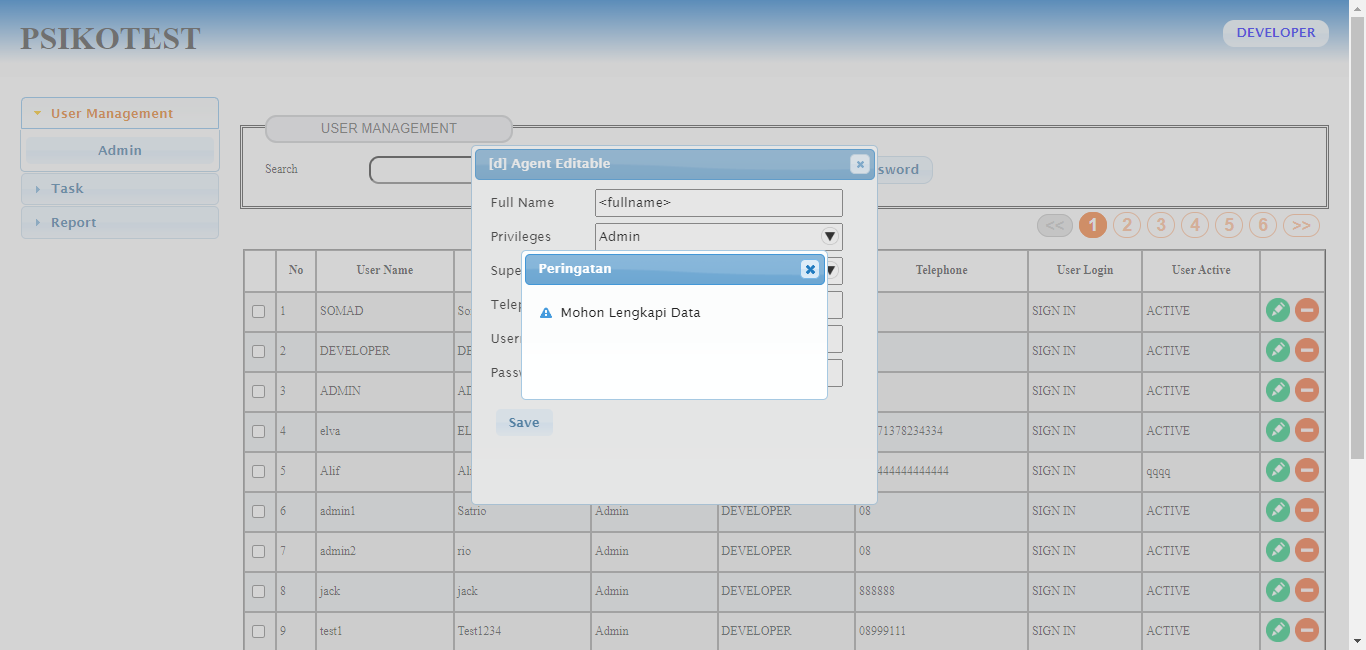 PSIKOTEST
DEVELOPER
User Management
Admin
Task
Report
USER MANAGEMENT
Search
sword
[d] Agent Editable
Full Name <fullname>
Privileges Admin
Supe
Telep
User
Passw
Save
Peringatan
Mohon Lengkapi Data
<< 1 2 3 4 5 6 >>
No User Name Telephone User Login User Active
1 SOMAD So SIGN IN ACTIVE
2 DEVELOPER DE SIGN IN ACTIVE
3 ADMIN AD SIGN IN ACTIVE
4 elva EL 71378234334 SIGN IN ACTIVE
5 Alif Ali 444444444444 SIGN IN qqqq
6 admin1 Satrio Admin DEVELOPER 08 SIGN IN ACTIVE
7 admin2 rio Admin DEVELOPER 08 SIGN IN ACTIVE
8 jack jack Admin DEVELOPER 888888 SIGN IN ACTIVE
9 test1 Test1234 Admin DEVELOPER 08999111 SIGN IN ACTIVE